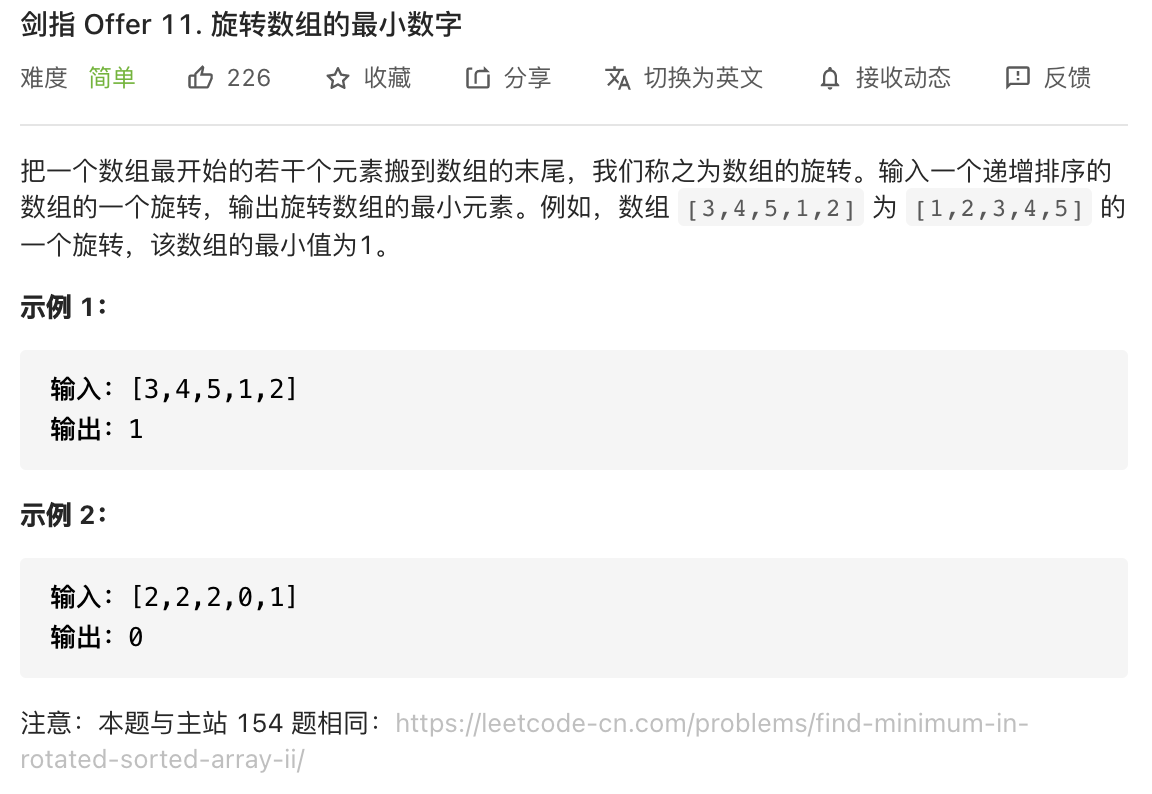 剑指 Offer 11. 旋转数组的最小数字
难度 简单 226 收藏 分享 切换为英文 接收动态 反馈
把一个数组最开始的若干个元素搬到数组的末尾，我们称之为数组的旋转。输入一个递增排序的
数组的一个旋转，输出旋转数组的最小元素。例如，数组 [3,4,5,1,2] 为 [1,2,3,4,5] 的
一个旋转，该数组的最小值为1。
示例 1：
输入：[3,4,5,1,2]
输出：1
示例 2：
输入：[2,2,2,0,1]
输出：0
注意：本题与主站 154 题相同：https://leetcode-cn.com/problems/find-minimum-in-
rotated-sorted-array-ii/